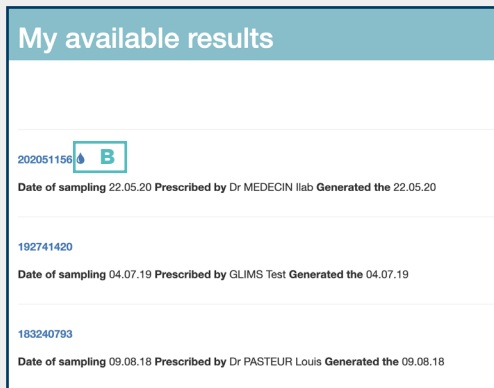 My available results
202051156 B
Date of sampling 22.05.20 Prescribed by Dr MEDECIN Ilab Generated the 22.05.20
192741420
Date of sampling 04.07.19 Prescribed by GLIMS Test Generated the 04.07.19
183240793
Date of sampling 09.08.18 Prescribed by Dr PASTEUR Louis Generated the 09.08.18